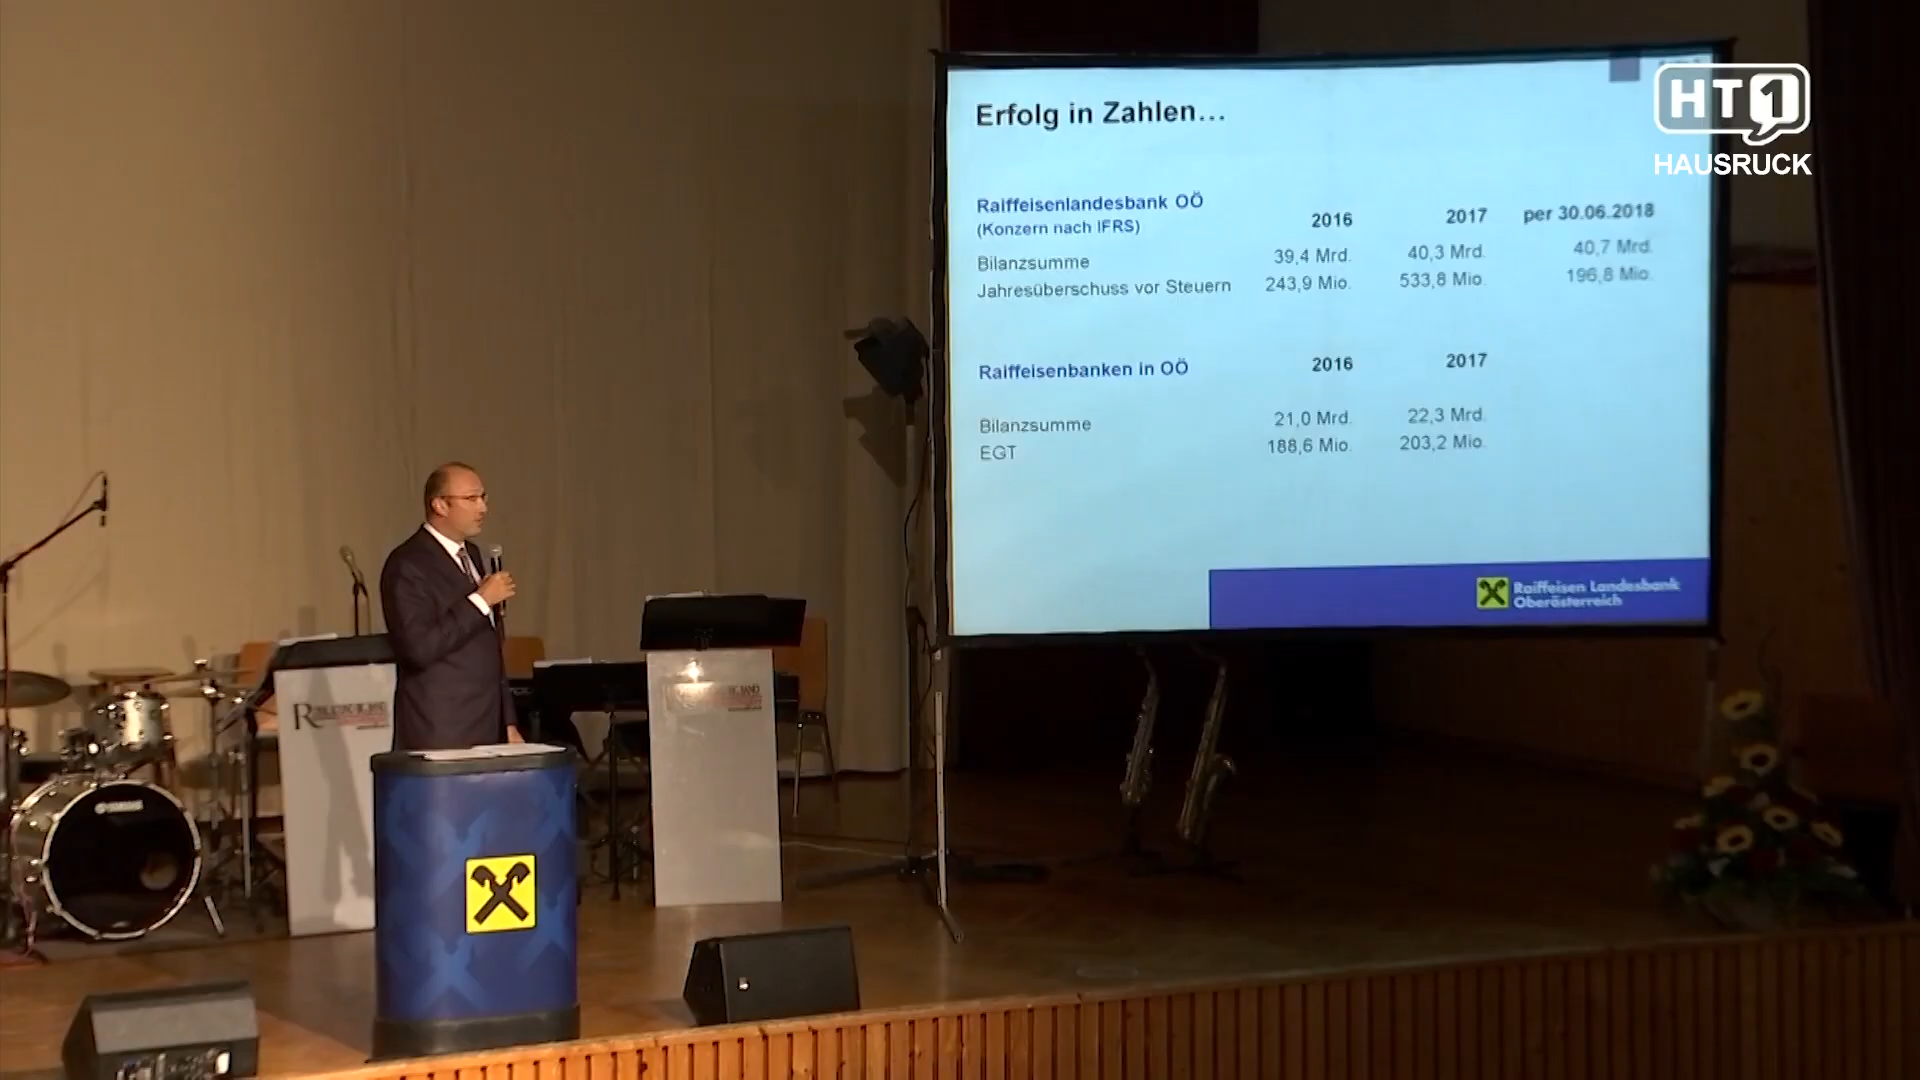 HT1
HAUSRUCK
Erfolg in Zahlen...
Raiffeisenlandesbank OÖ
(Konzern nach IFRS) 2016 2017 per 30.06.2018
Bilanzsumme 39,4 Mrd. 40,3 Mrd. 40,7 Mrd.
Jahresüberschuss vor Steuern 243,9 Mio. 533,8 Mio. 196,8 Mio.
Raiffeisenbanken in OÖ 2016 2017
Bilanzsumme 21,0 Mrd. 22,3 Mrd.
EGT 188,6 Mio. 203,2 Mio.
Raiffeisen Landesbank
Oberösterreich
YAMAHA